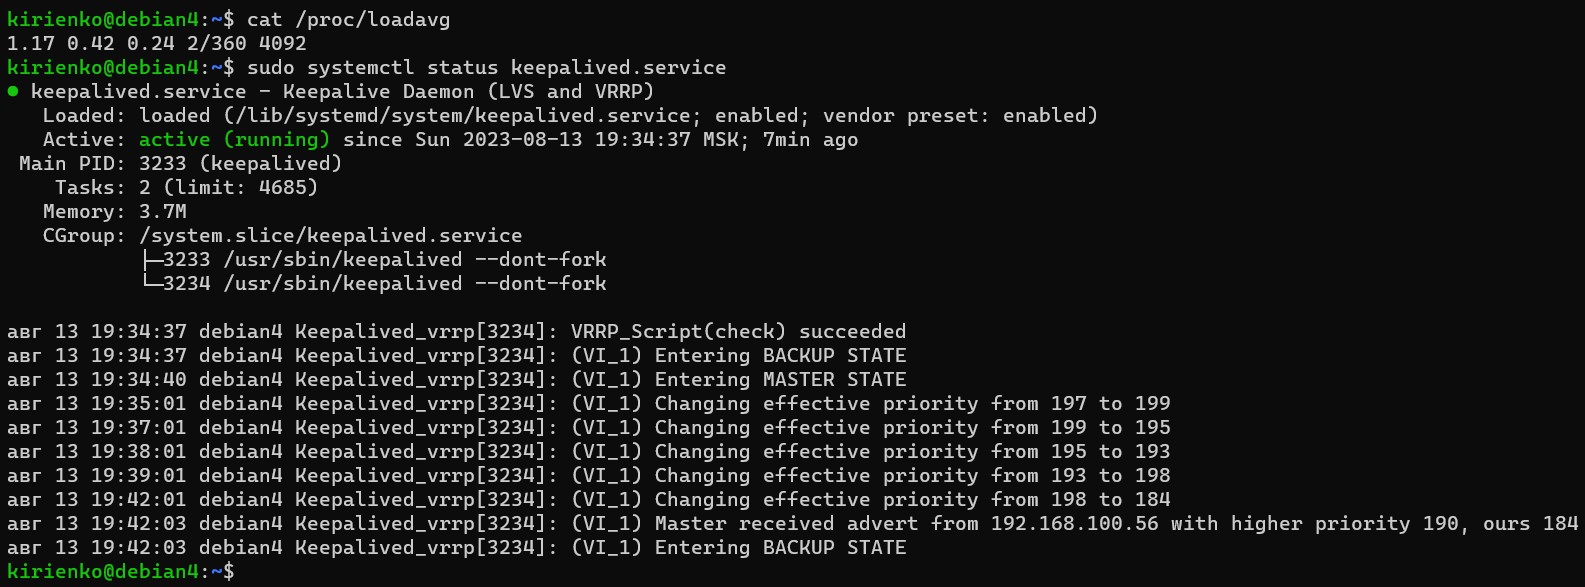 kirienko@debian4:~$ cat /proc/loadavg
1.17 0.42 0.24 2/360 4092
kirienko@debian4:~$ sudo systemctl status keepalived.service
● keepalived.service - Keepalive Daemon (LVS and VRRP)
   Loaded: loaded (/lib/systemd/system/keepalived.service; enabled; vendor preset: enabled)
   Active: active (running) since Sun 2023-08-13 19:34:37 MSK; 7min ago
 Main PID: 3233 (keepalived)
    Tasks: 2 (limit: 4685)
   Memory: 3.7M
   CGroup: /system.slice/keepalived.service
           ├─3233 /usr/sbin/keepalived --dont-fork
           └─3234 /usr/sbin/keepalived --dont-fork

авг 13 19:34:37 debian4 Keepalived_vrrp[3234]: VRRP_Script(check) succeeded
авг 13 19:34:37 debian4 Keepalived_vrrp[3234]: (VI_1) Entering BACKUP STATE
авг 13 19:34:40 debian4 Keepalived_vrrp[3234]: (VI_1) Entering MASTER STATE
авг 13 19:35:01 debian4 Keepalived_vrrp[3234]: (VI_1) Changing effective priority from 197 to 199
авг 13 19:37:01 debian4 Keepalived_vrrp[3234]: (VI_1) Changing effective priority from 199 to 195
авг 13 19:38:01 debian4 Keepalived_vrrp[3234]: (VI_1) Changing effective priority from 195 to 193
авг 13 19:39:01 debian4 Keepalived_vrrp[3234]: (VI_1) Changing effective priority from 193 to 198
авг 13 19:42:01 debian4 Keepalived_vrrp[3234]: (VI_1) Changing effective priority from 198 to 184
авг 13 19:42:03 debian4 Keepalived_vrrp[3234]: (VI_1) Master received advert from 192.168.100.56 with higher priority 190, ours 184
авг 13 19:42:03 debian4 Keepalived_vrrp[3234]: (VI_1) Entering BACKUP STATE
kirienko@debian4:~$